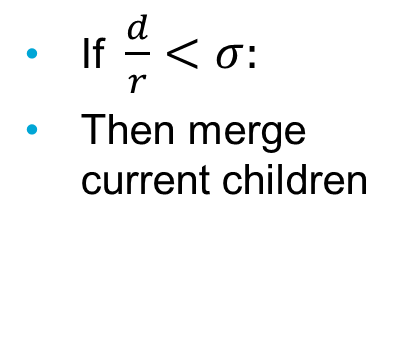 • If d/r < σ:
• Then merge
current children